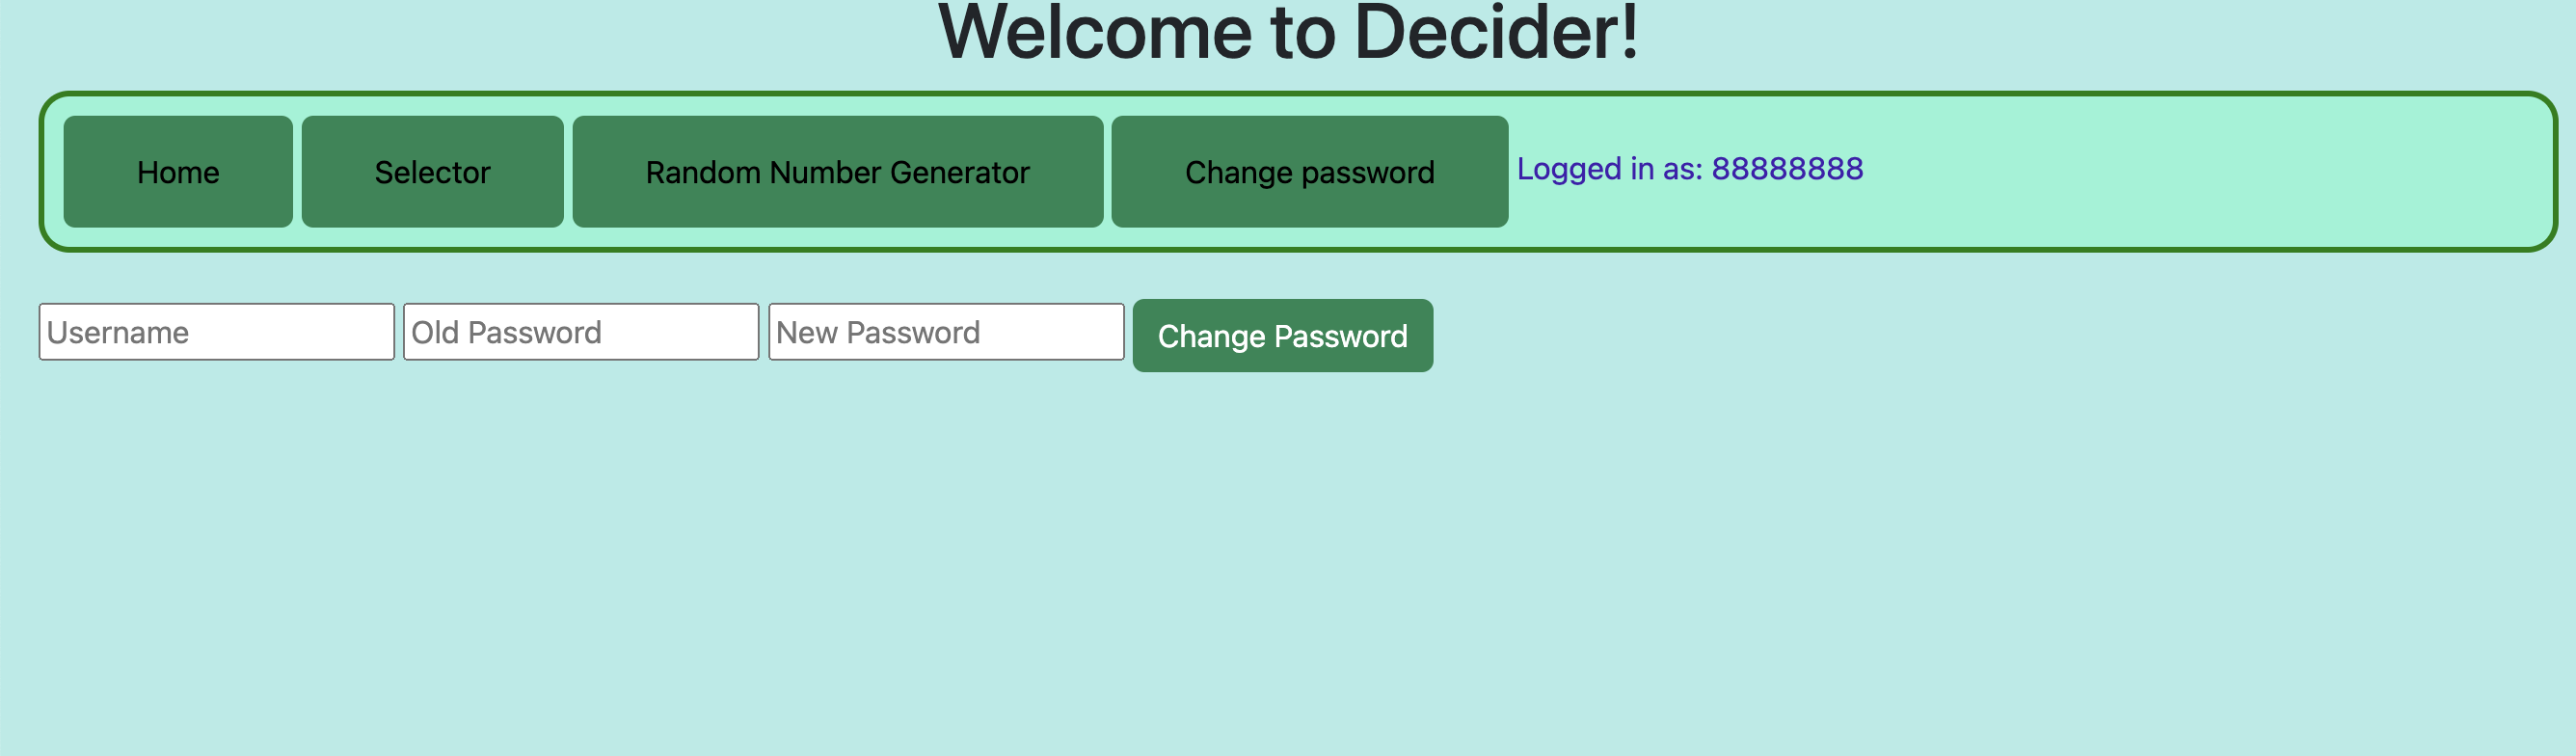 Welcome to Decider!
Home Selector Random Number Generator Change password Logged in as: 88888888
Username Old Password New Password Change Password